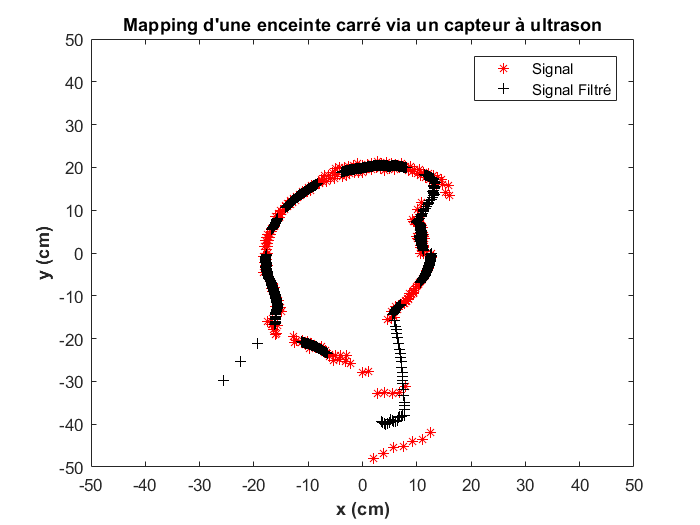 Mapping d'une enceinte carré via un capteur à ultrason
Signal
Signal Filtré
50
40
30
20
10
0
-10
-20
-30
-40
-50
y (cm)
-50 -40 -30 -20 -10 0 10 20 30 40 50
x (cm)